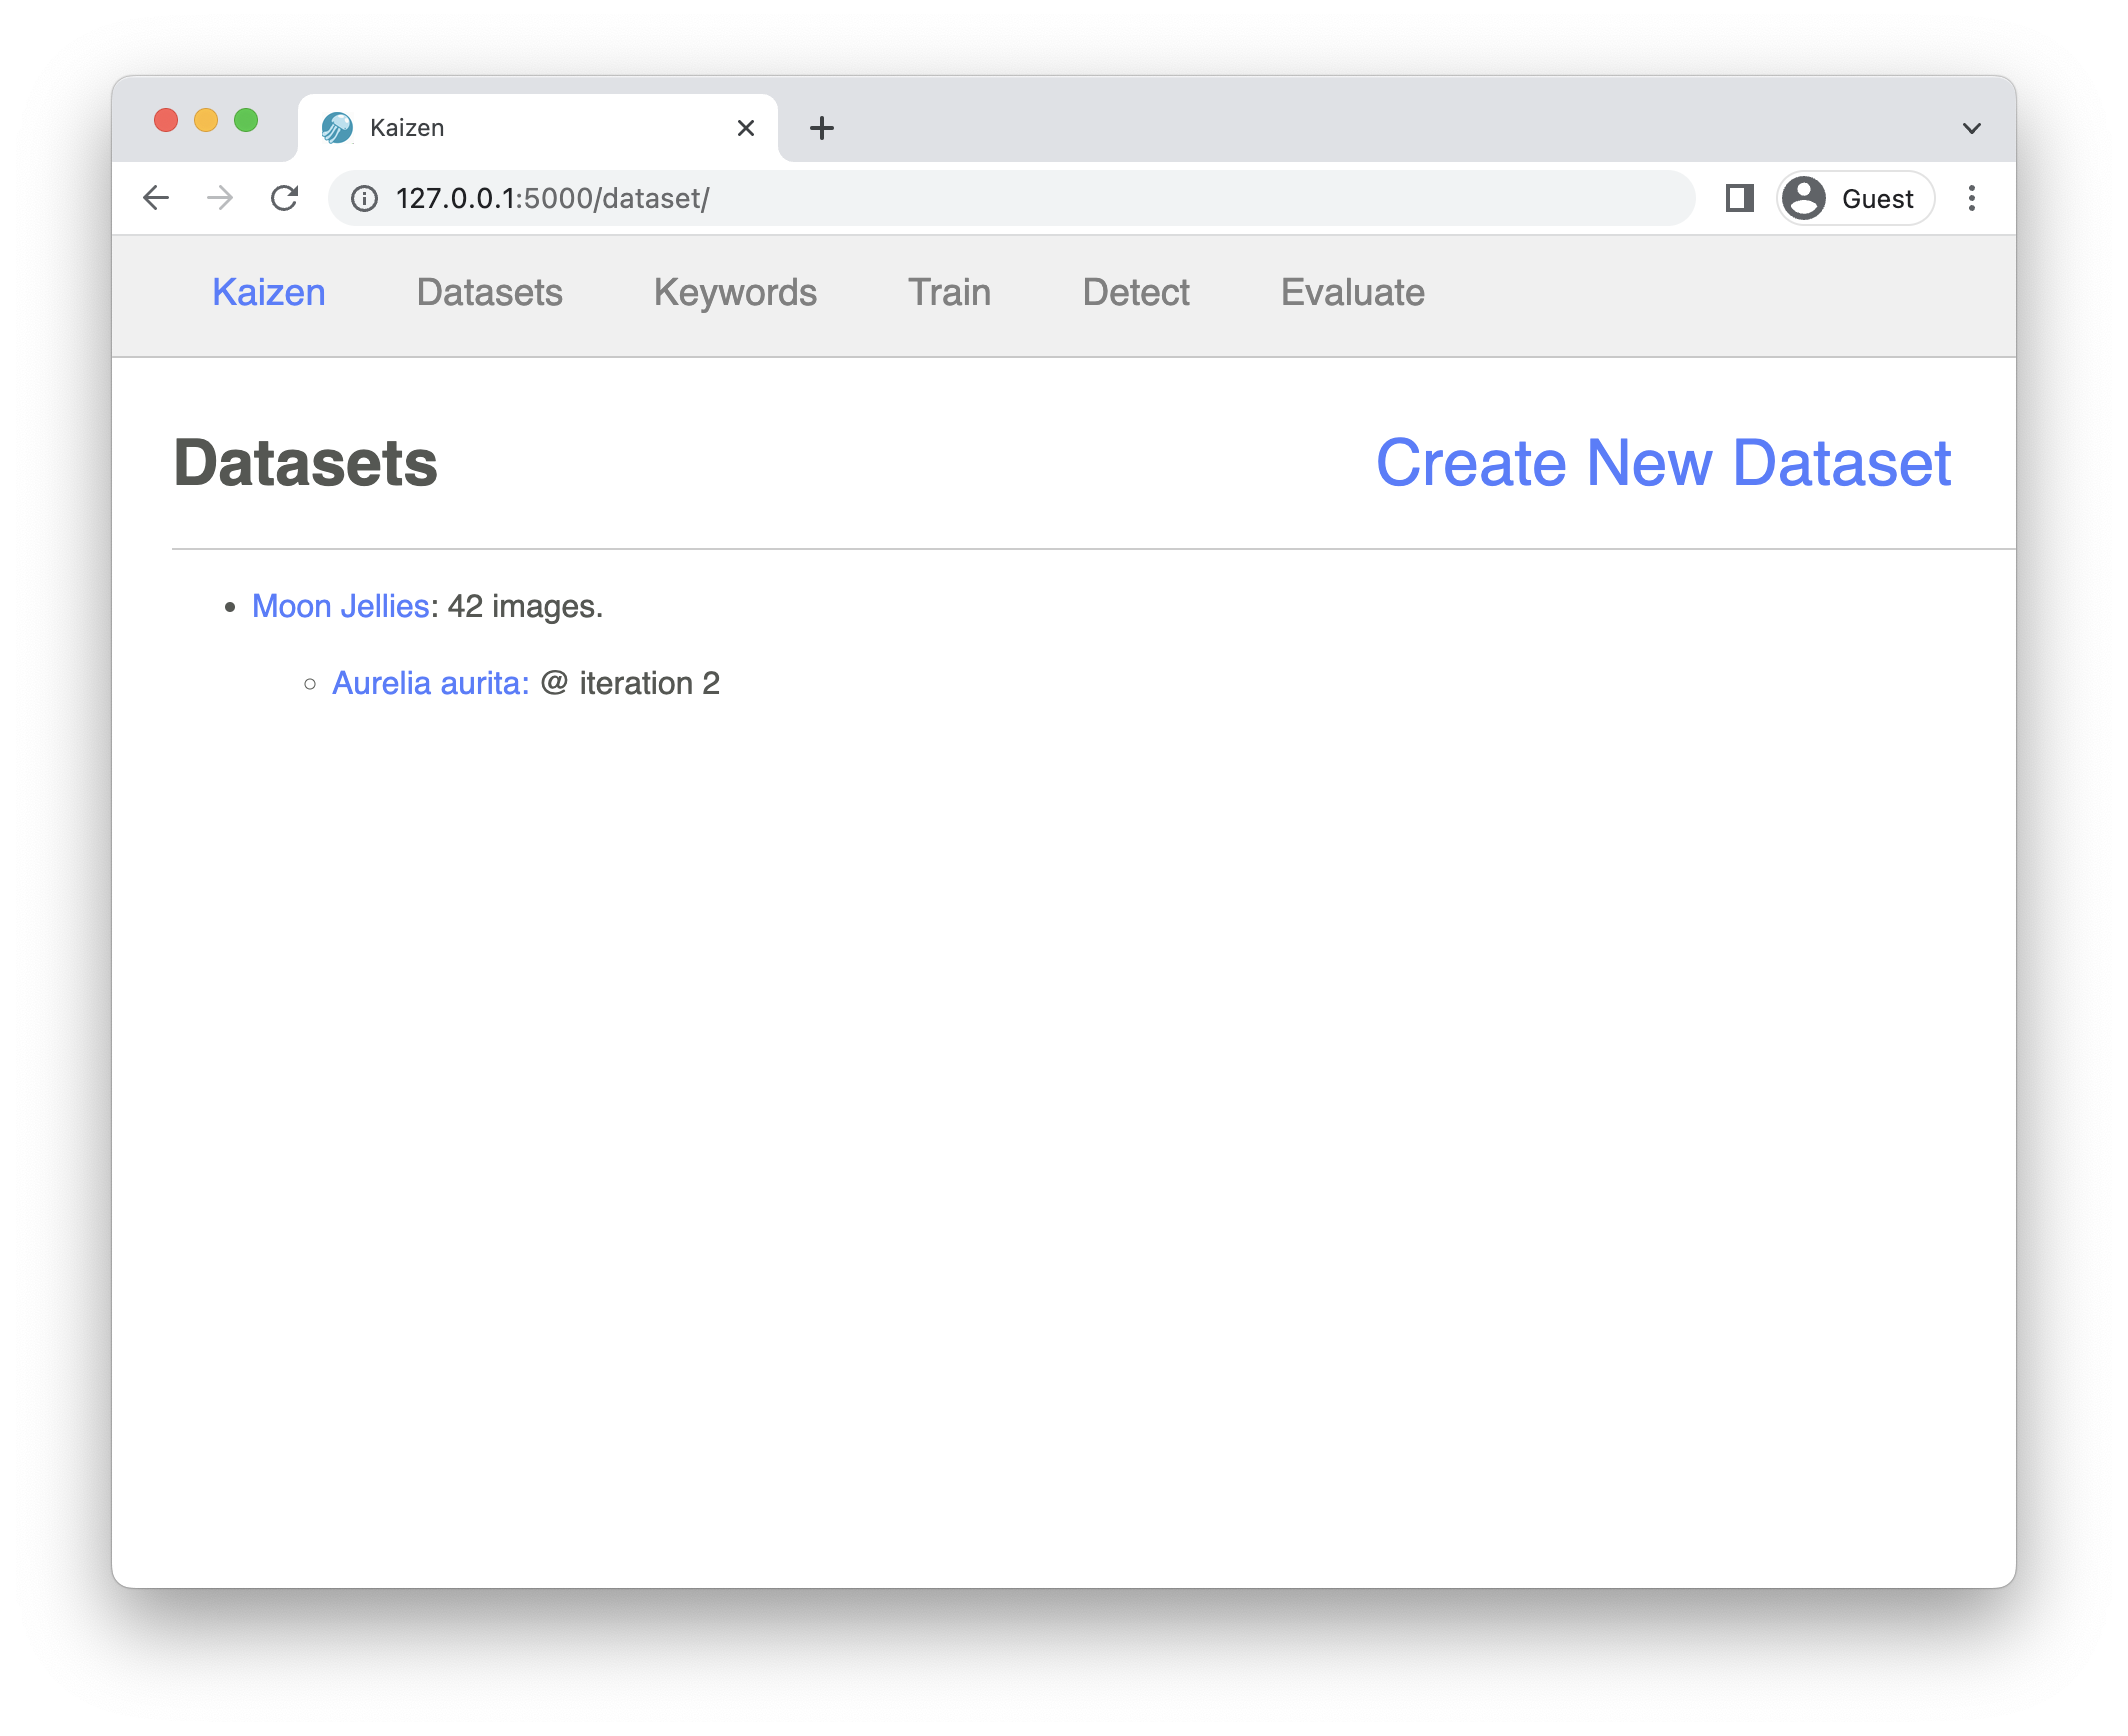 Kaizen
127.0.0.1:5000/dataset/
Guest
Kaizen Datasets Keywords Train Detect Evaluate
Datasets Create New Dataset
Moon Jellies: 42 images.
Aurelia aurita: @ iteration 2